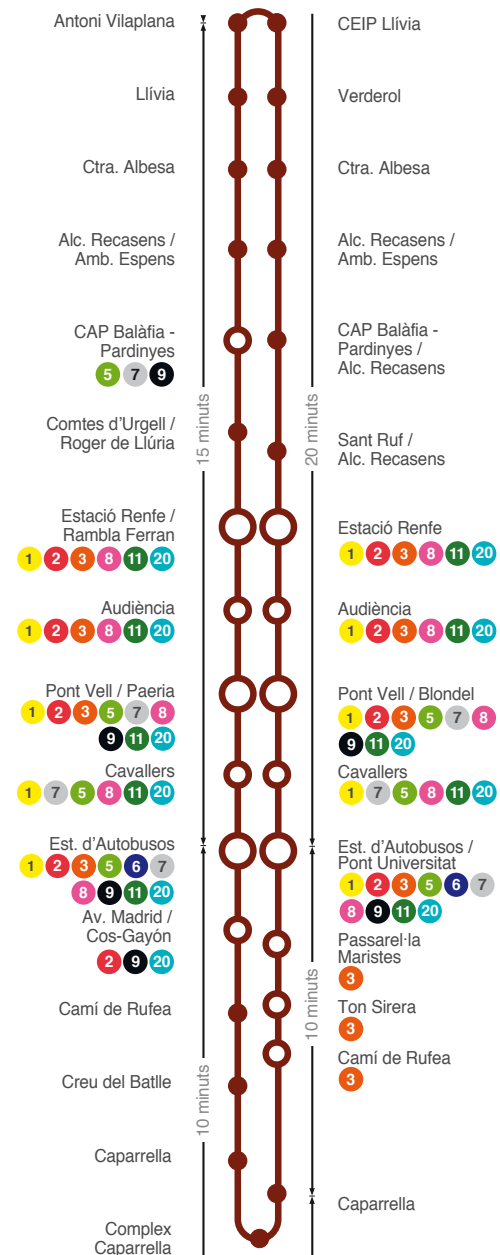 Antoni Vilaplana
Llívia
Ctra. Albesa
Alc. Recasens /
Amb. Espens
CAP Balàfia -
Pardinyes
5 7 9
Comtes d'Urgell /
Roger de Llúria
Estació Renfe /
Rambla Ferran
1 2 3 8 11 20
Audiència
1 2 3 8 11 20
Pont Vell / Paeria
1 2 3 5 7 8
9 11 20
Cavallers
1 7 5 8 11 20
Est. d'Autobusos
1 2 3 5 6 7
8 9 11 20
Av. Madrid /
Cos-Gayón
2 9 20
Camí de Rufea
Creu del Batlle
Caparrella
Complex
Caparrella
15 minuts
10 minuts
CEIP Llívia
Verderol
Ctra. Albesa
Alc. Recasens /
Amb. Espens
CAP Balàfia -
Pardinyes /
Alc. Recasens
Sant Ruf /
Alc. Recasens
Estació Renfe
1 2 3 8 11 20
Audiència
1 2 3 8 11 20
Pont Vell / Blondel
1 2 3 5 7 8
9 11 20
Cavallers
1 7 5 8 11 20
Est. d'Autobusos /
Pont Universitat
1 2 3 5 6 7
8 9 11 20
Passarel·la
Maristes
3
Ton Sirera
3
Camí de Rufea
3
Caparrella
20 minuts
10 minuts